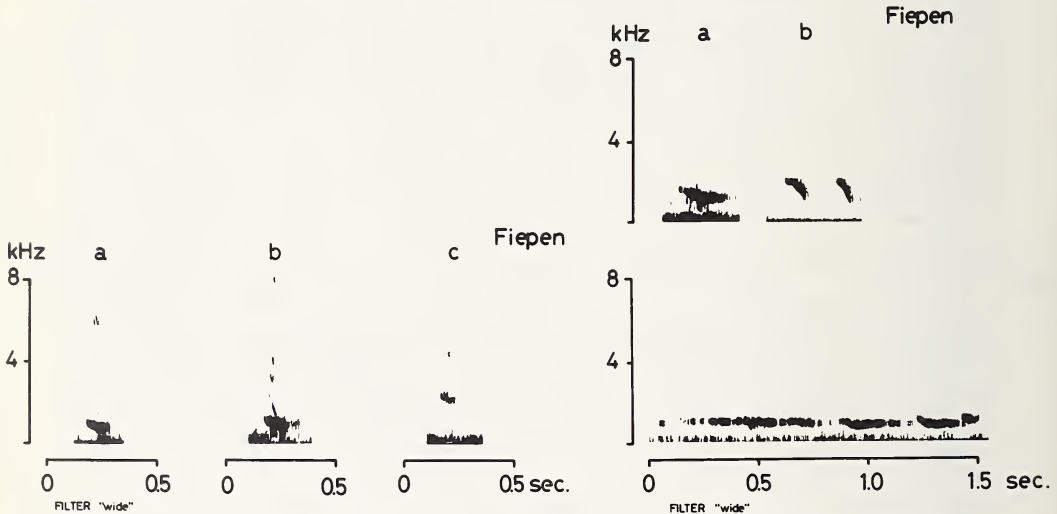 Fiepen
kHz a b c
8
4
0 0.5 0 0.5 0 0.5 sec.
FILTER "wide"
Fiepen
kHz a b
8
4
8
4
0 0.5 1.0 1.5 sec.
FILTER "wide"